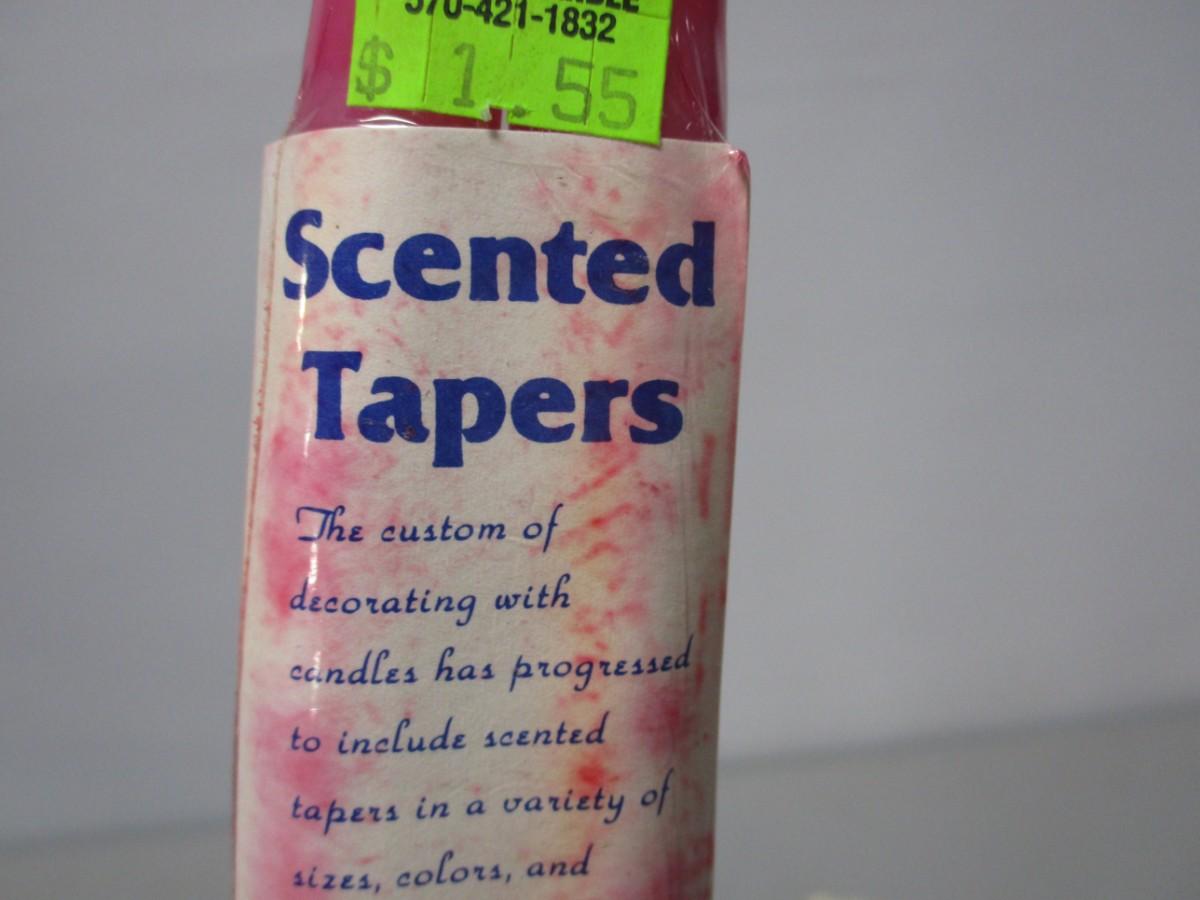 570-421-1832
$ 1.55
Scented
Tapers
The custom of
decorating with
candles has progressed
to include scented
tapers in a variety of
sizes, colors, and